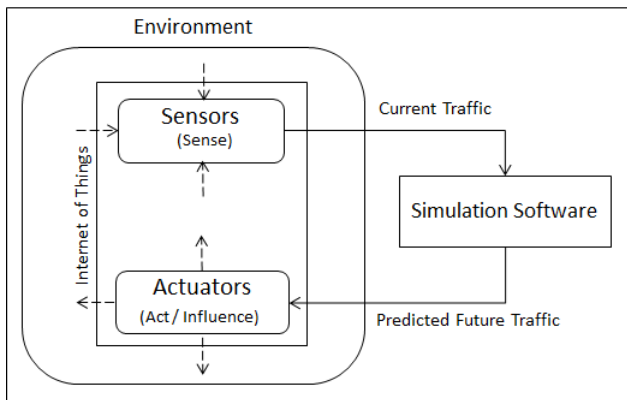 Environment
Sensors
(Sense)
Current Traffic
Internet of Things
Simulation Software
Actuators
(Act / Influence)
Predicted Future Traffic